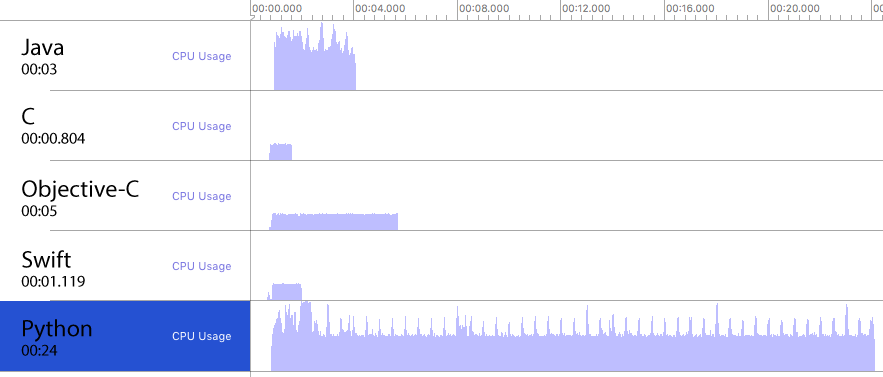 00:00.000 00:04.000 00:08.000 00:12.000 00:16.000 00:20.000
Java
CPU Usage
00:03
C
CPU Usage
00:00.804
Objective-C
CPU Usage
00:05
Swift
CPU Usage
00:01.119
Python
CPU Usage
00:24